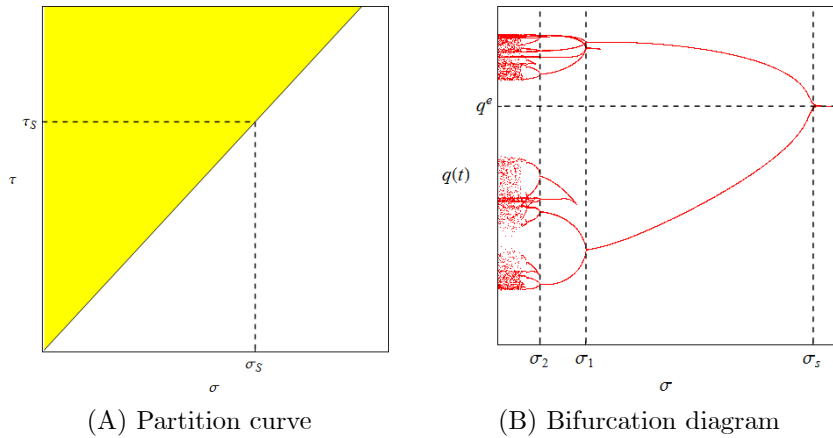 τ_S
τ
σ_S
σ
(A) Partition curve
q^e
q(t)
σ_2
σ_1
σ_s
σ
(B) Bifurcation diagram